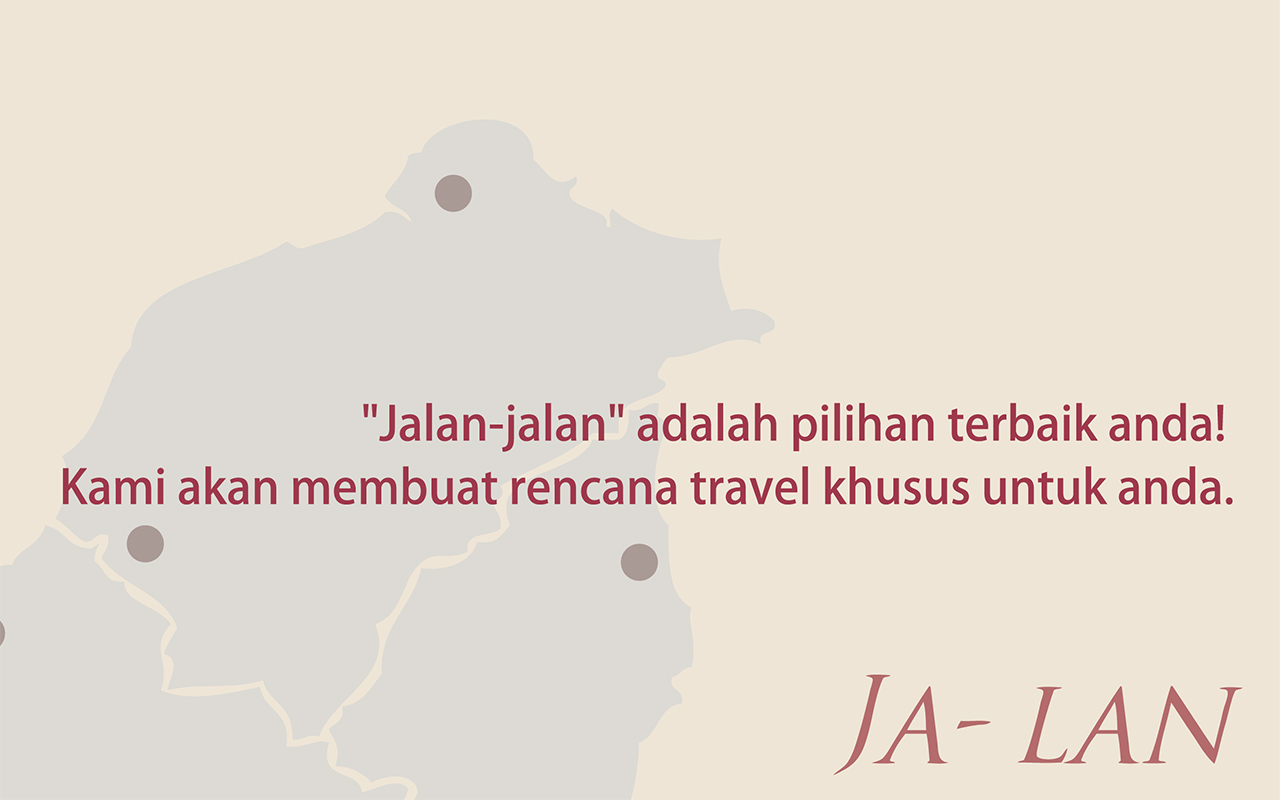 "Jalan-jalan" adalah pilihan terbaik anda!
Kami akan membuat rencana travel khusus untuk anda.
JA- LAN